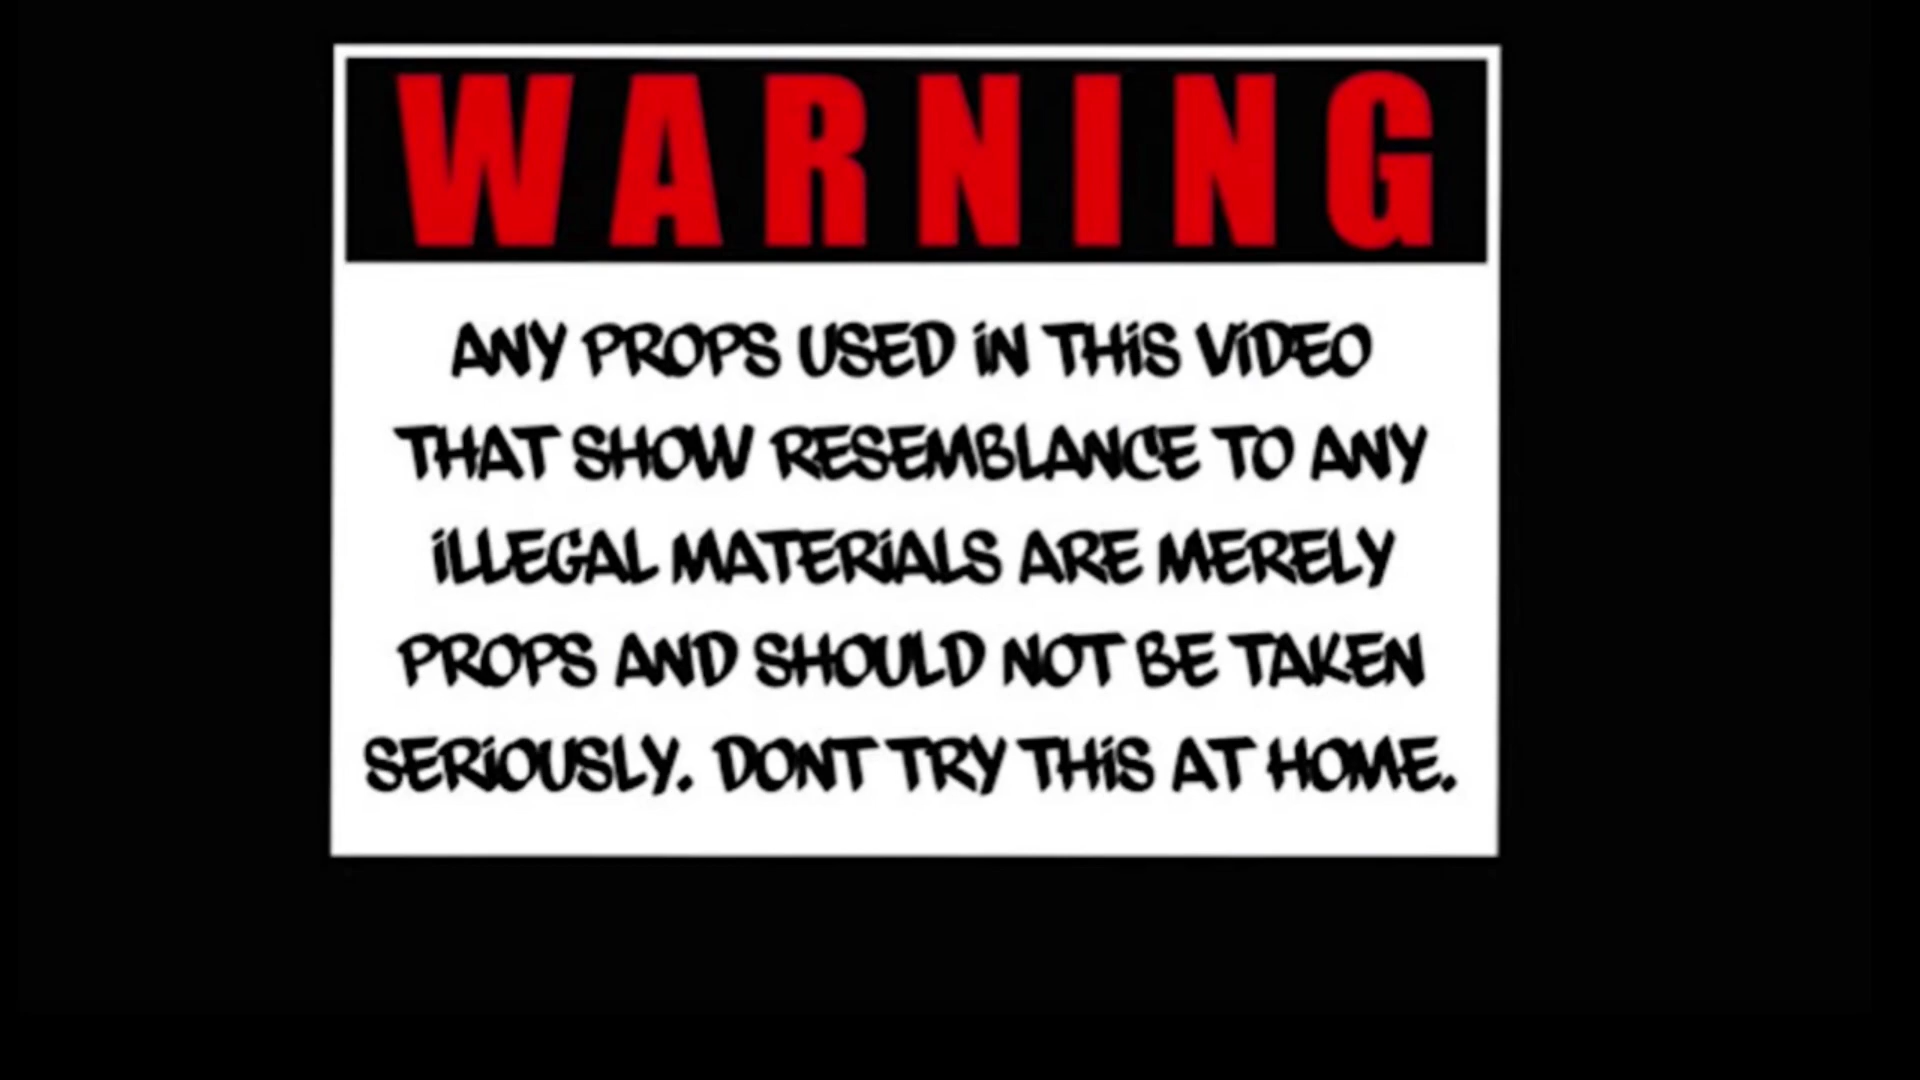 WARNING
ANY PROPS USED iN THiS ViDEO
THAT SHOW RESEMBLANCE TO ANY
iLLEGAL MATERiALS ARE MERELY
PROPS AND SHOULD NOT BE TAKEN
SERiOUSLY. DONT TRY THiS AT HOME.